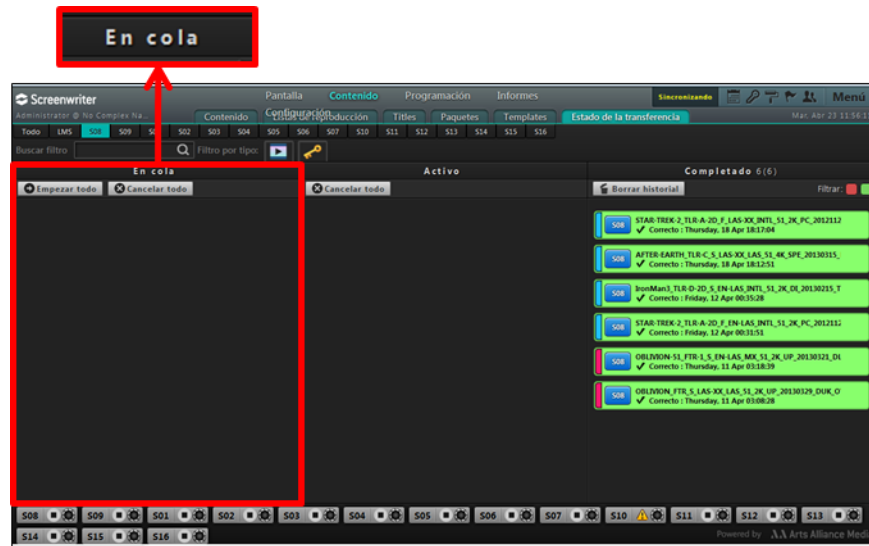 En cola
Screenwriter Pantalla Contenido Programación Informes Sincronizando Menú
Administrator @ No Complex Na... Configuración Mar, Abr 23 11:56:1
Contenido Listas de reproducción Titles Paquetes Templates Estado de la transferencia
Todo LMS S08 S09 S02 S03 S04 S05 S06 S07 S10 S11 S12 S13 S14 S15 S16
Buscar filtro Filtro por tipo:
En cola Activo Completado 6(6)
Empezar todo Cancelar todo Cancelar todo Borrar historial Filtrar:
S08 STAR-TREK-2_TLR-A-2D_F_LAS-XX_INTL_51_2K_PC_2012112
Correcto : Thursday, 18 Apr 18:17:04
S08 AFTER-EARTH_TLR-C_S_LAS-XX_LAS_51_4K_SPE_20130315_
Correcto : Thursday, 18 Apr 18:12:51
S08 IronMan3_TLR-D-2D_S_EN-LAS_INTL_51_2K_DI_20130215_T
Correcto : Friday, 12 Apr 00:35:28
S08 STAR-TREK-2_TLR-A-2D_F_EN-LAS_INTL_51_2K_PC_201211
Correcto : Friday, 12 Apr 00:31:51
S08 OBLIVION-51_FTR-1_S_EN-LAS_MX_51_2K_UP_20130321_DL
Correcto : Thursday, 11 Apr 03:18:39
S08 OBLIVION_FTR_S_LAS-XX_LAS_51_2K_UP_20130329_DUK_O
Correcto : Thursday, 11 Apr 03:08:28
S08 S09 S01 S02 S03 S04 S05 S06 S07 S10 S11 S12 S13
S14 S15 S16 Powered by Arts Alliance Medi